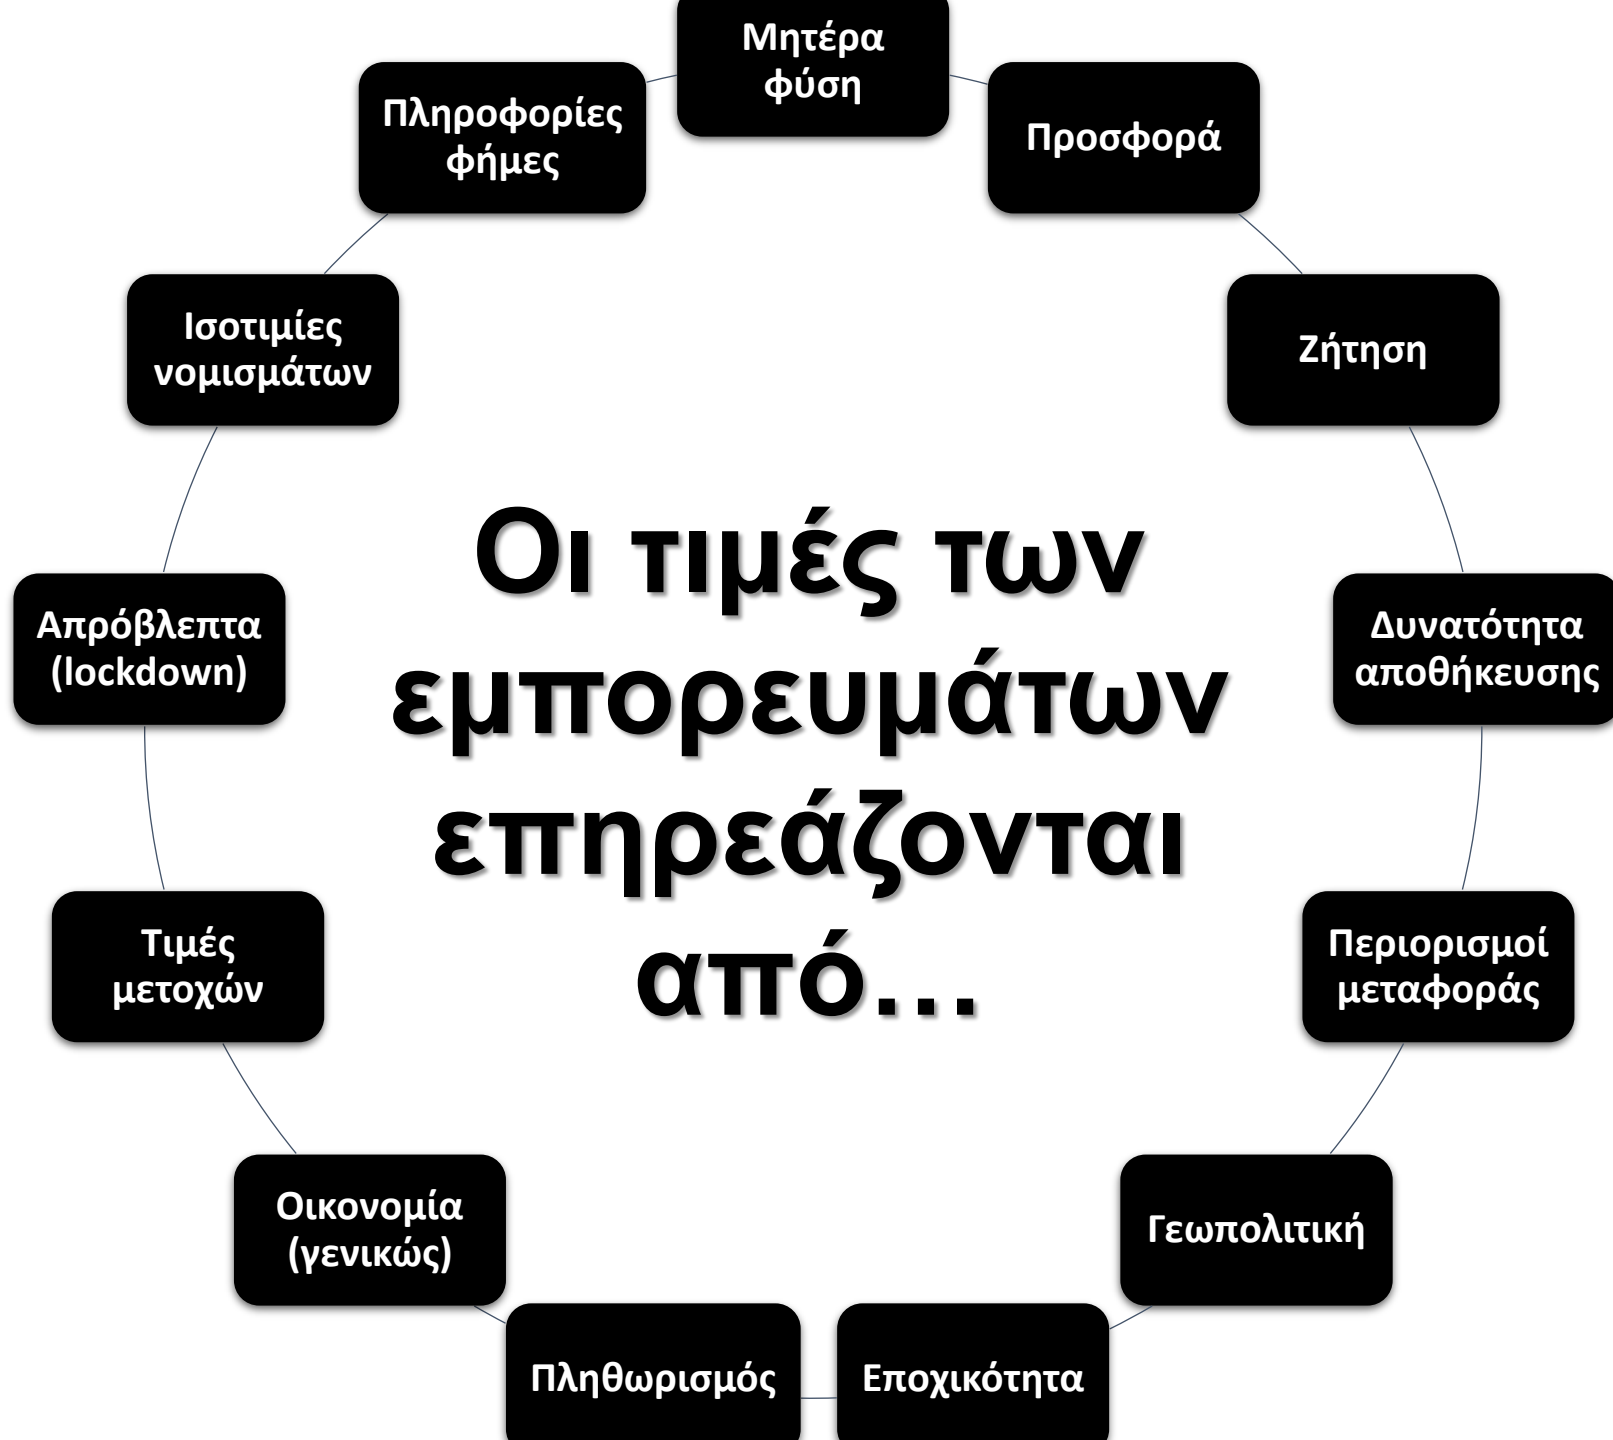 Μητέρα
φύση
Προσφορά
Ζήτηση
Δυνατότητα
αποθήκευσης
Περιορισμοί
μεταφοράς
Γεωπολιτική
Εποχικότητα
Πληθωρισμός
Οικονομία
(γενικώς)
Τιμές
μετοχών
Απρόβλεπτα
(lockdown)
Ισοτιμίες
νομισμάτων
Πληροφορίες
φήμες
Οι τιμές των
εμπορευμάτων
επηρεάζονται
από...